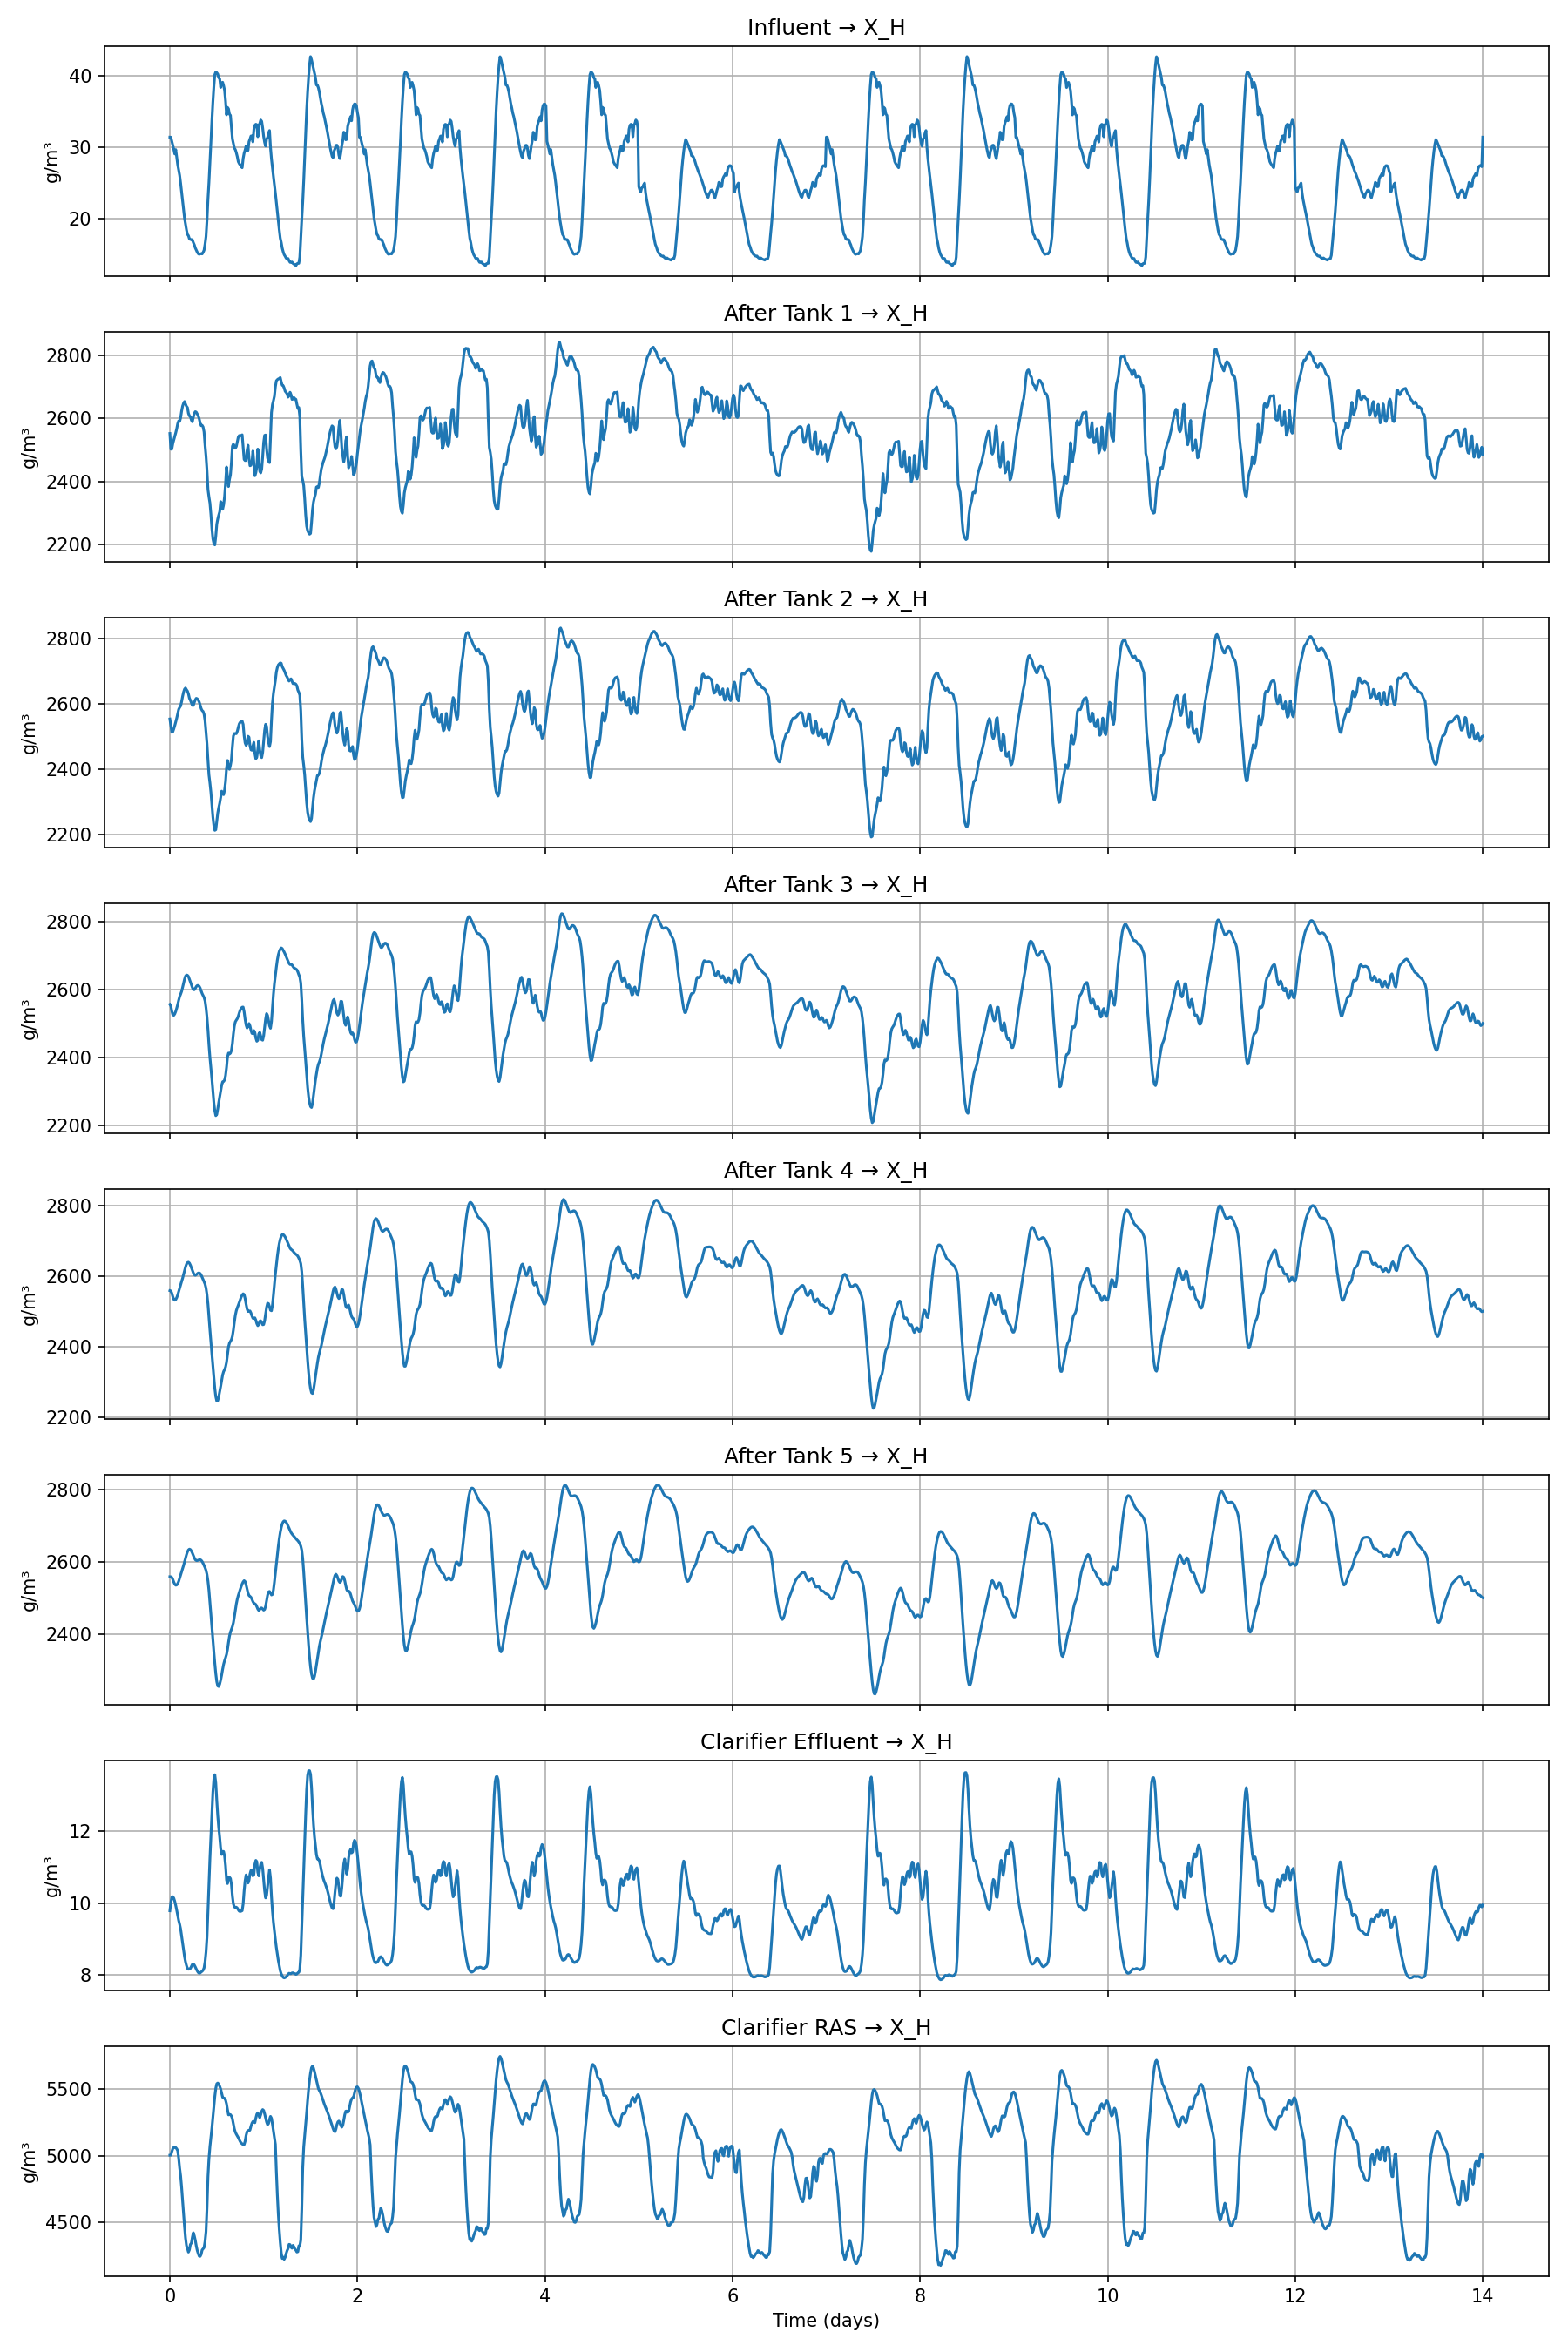 Influent → X_H
40
30
20
g/m³
After Tank 1 → X_H
2800
2600
2400
2200
g/m³
After Tank 2 → X_H
2800
2600
2400
2200
g/m³
After Tank 3 → X_H
2800
2600
2400
2200
g/m³
After Tank 4 → X_H
2800
2600
2400
2200
g/m³
After Tank 5 → X_H
2800
2600
2400
g/m³
Clarifier Effluent → X_H
12
10
8
g/m³
Clarifier RAS → X_H
5500
5000
4500
g/m³
0 2 4 6 8 10 12 14
Time (days)